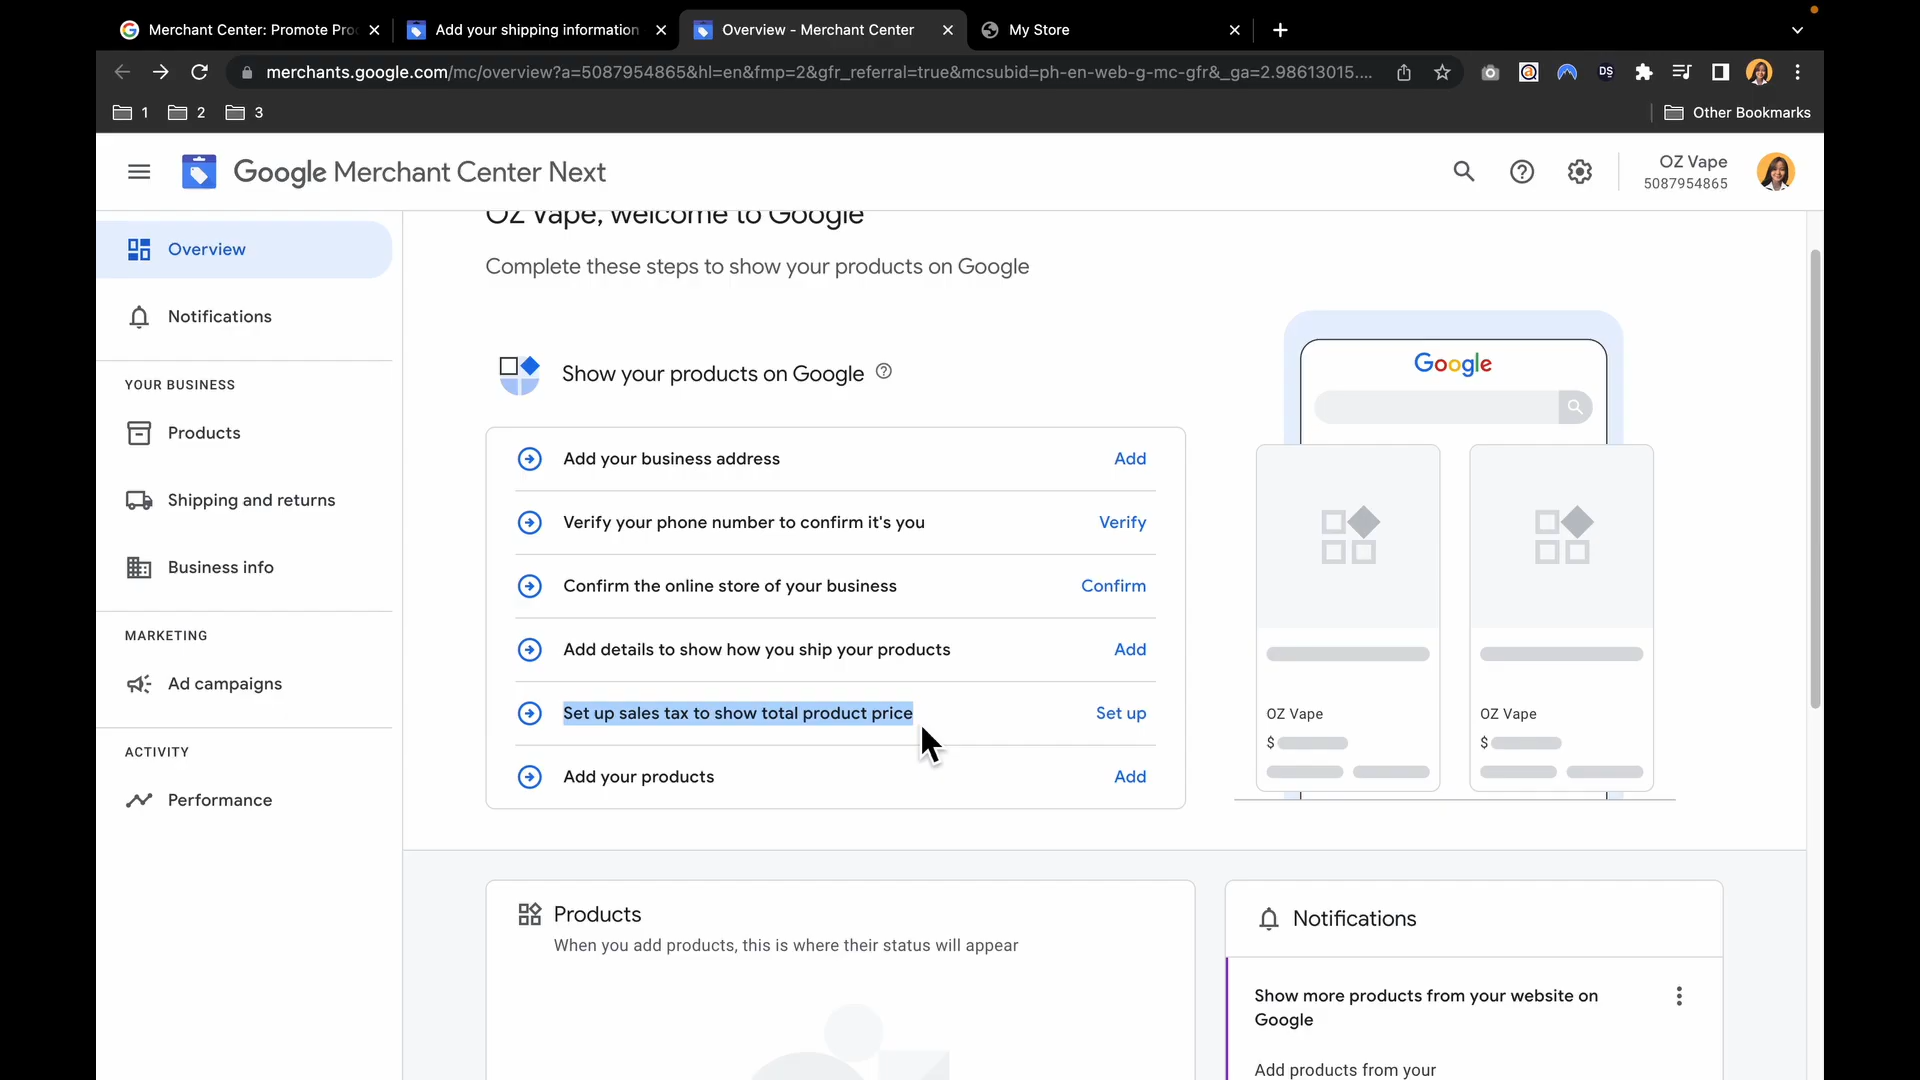 Merchant Center: Promote Pro
Add your shipping information
Overview - Merchant Center
My Store
merchants.google.com/mc/overview?a=5087954865&hl=en&fmp=2&gfr_referral=true&mcsubid=ph-en-web-g-mc-gfr&_ga=2.98613015....
DS
1
2
3
Other Bookmarks
Google Merchant Center Next
OZ Vape
5087954865
Overview
Notifications
YOUR BUSINESS
Products
Shipping and returns
Business info
MARKETING
Ad campaigns
ACTIVITY
Performance
OZ Vape, welcome to Google
Complete these steps to show your products on Google
Show your products on Google
Add your business address
Add
Verify your phone number to confirm it's you
Verify
Confirm the online store of your business
Confirm
Add details to show how you ship your products
Add
Set up sales tax to show total product price
Set up
Add your products
Add
Google
OZ Vape
$
OZ Vape
$
Products
When you add products, this is where their status will appear
Notifications
Show more products from your website on
Google
Add products from your